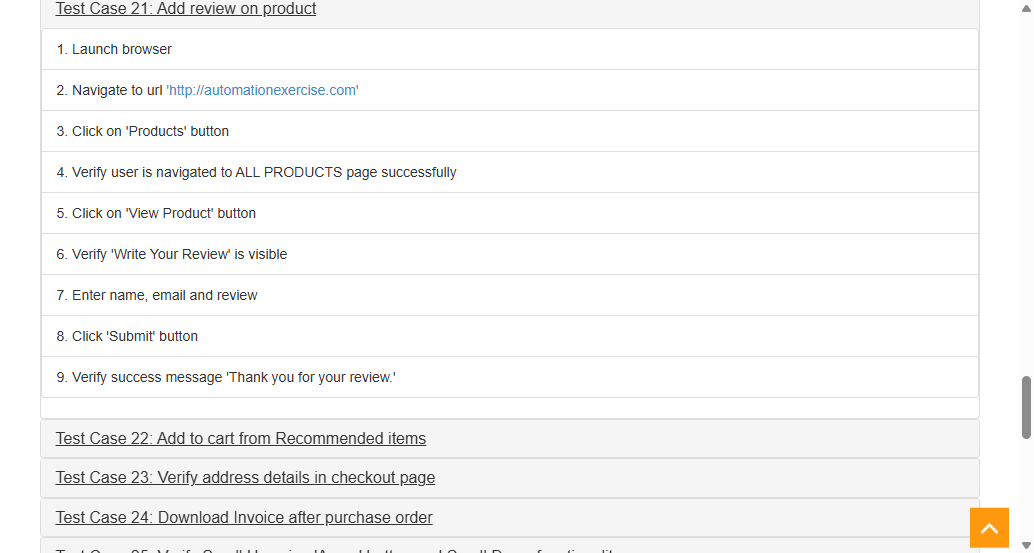 Test Case 21: Add review on product
1. Launch browser
2. Navigate to url 'http://automationexercise.com'
3. Click on 'Products' button
4. Verify user is navigated to ALL PRODUCTS page successfully
5. Click on 'View Product' button
6. Verify 'Write Your Review' is visible
7. Enter name, email and review
8. Click 'Submit' button
9. Verify success message 'Thank you for your review.'
Test Case 22: Add to cart from Recommended items
Test Case 23: Verify address details in checkout page
Test Case 24: Download Invoice after purchase order